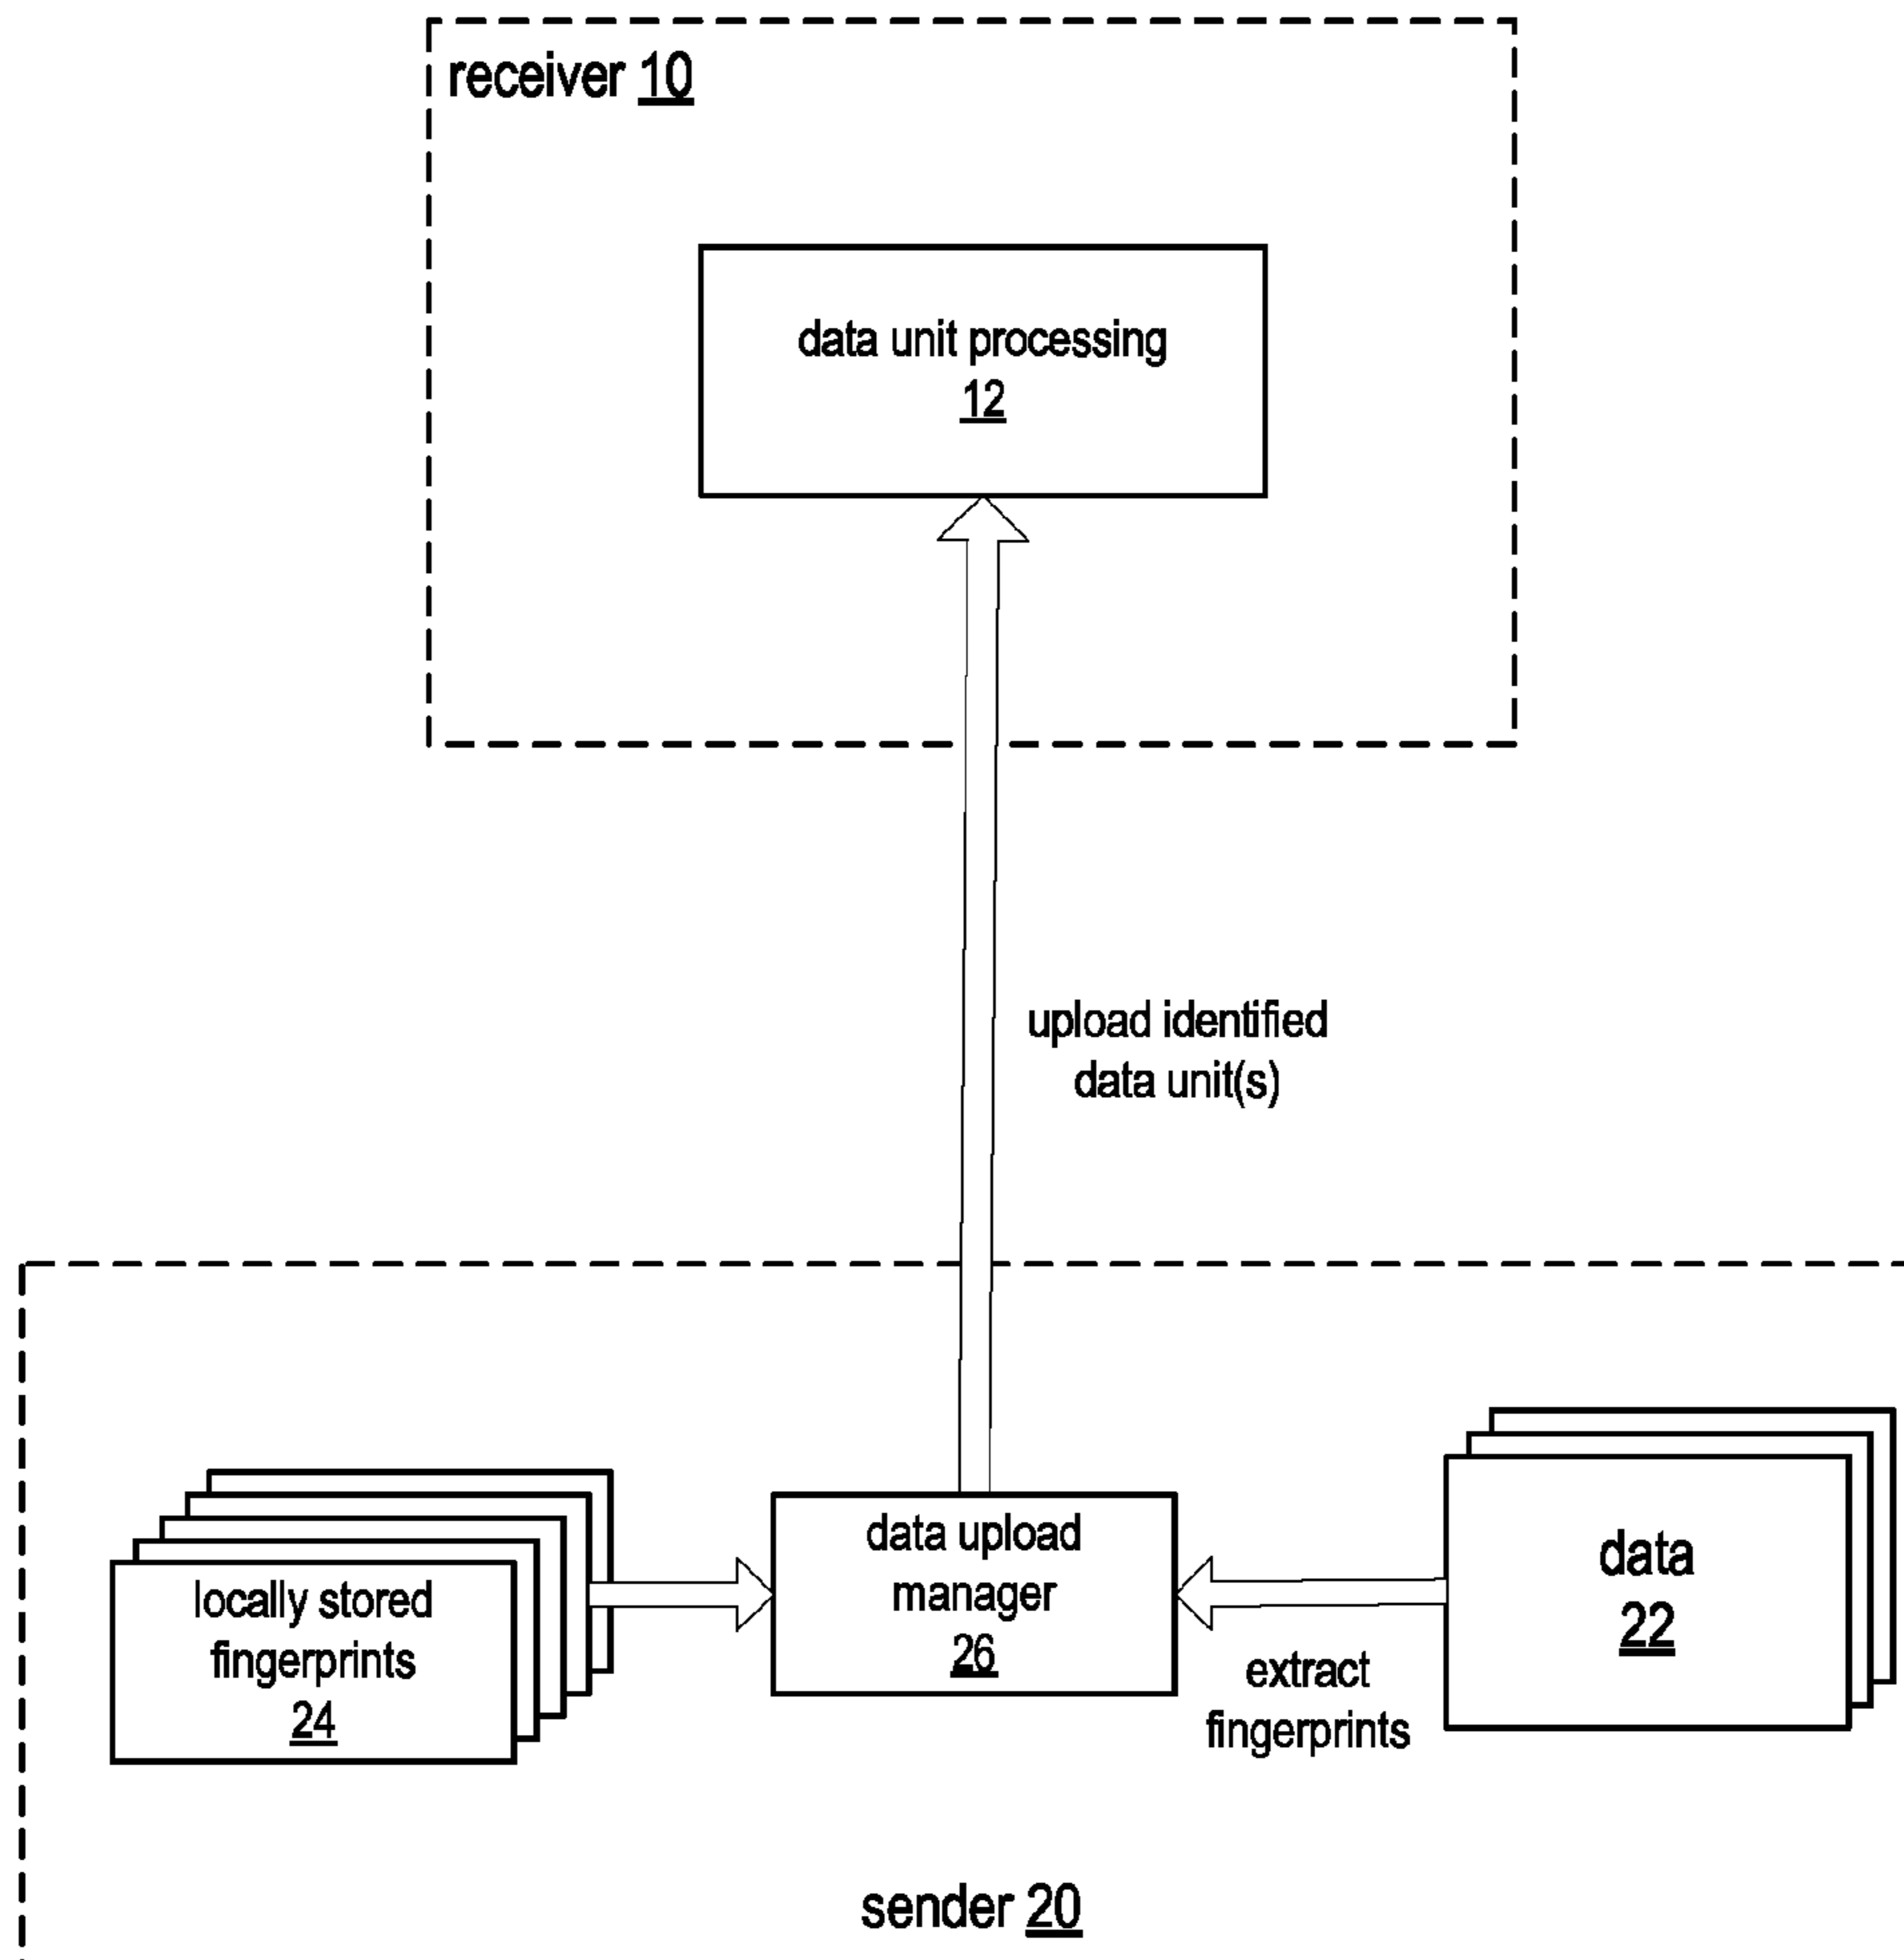 receiver 10
data unit processing
12
upload identified
data unit(s)
locally stored
fingerprints
24
data upload
manager
26
extract
fingerprints
data
22
sender 20